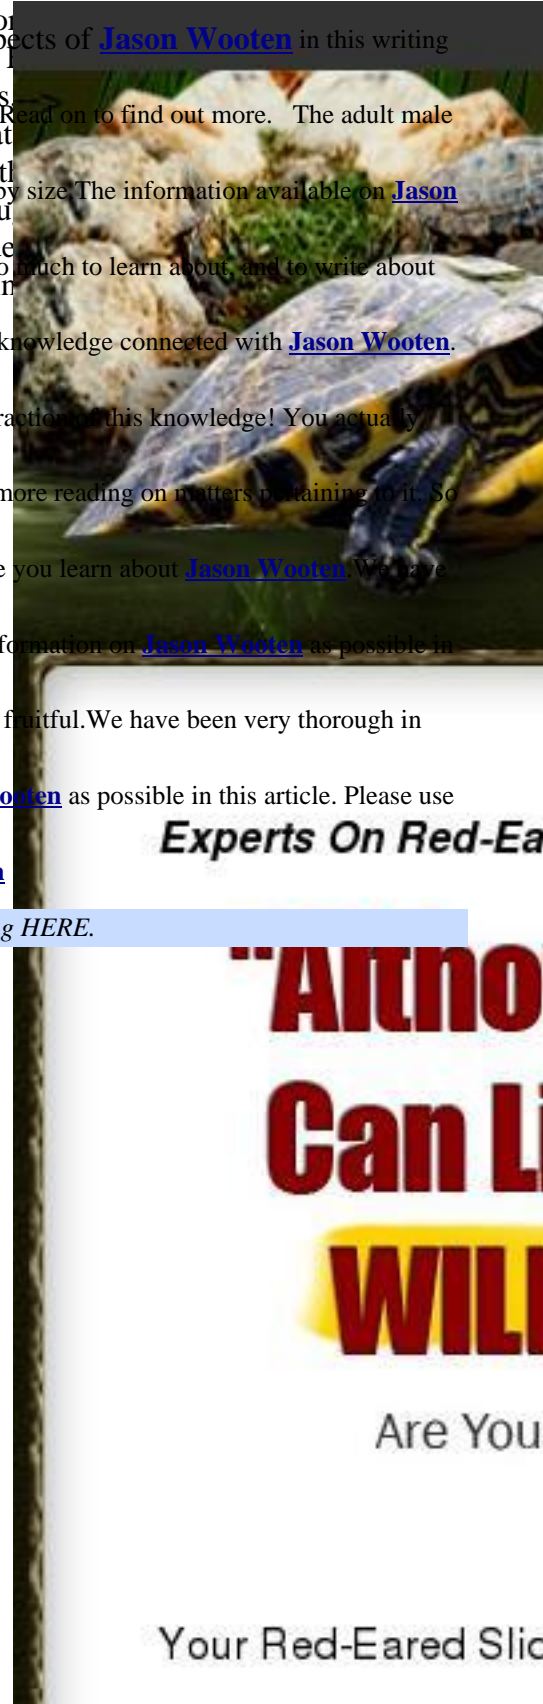 pects of Jason Wooten in this writing
Read on to find out more. The adult male
by size.The information available on Jason
o much to learn about, and to write about
knowledge connected with Jason Wooten.
raction of this knowledge! You actually
more reading on matters pertaining to it. So
e you learn about Jason Wooten.We have
formation on Jason Wooten as possible in
fruitful.We have been very thorough in
ooten as possible in this article. Please use
Experts On Red-Ea
n
g HERE.
"Altho
Can Li
WILL
Are You
Your Red-Eared Slid